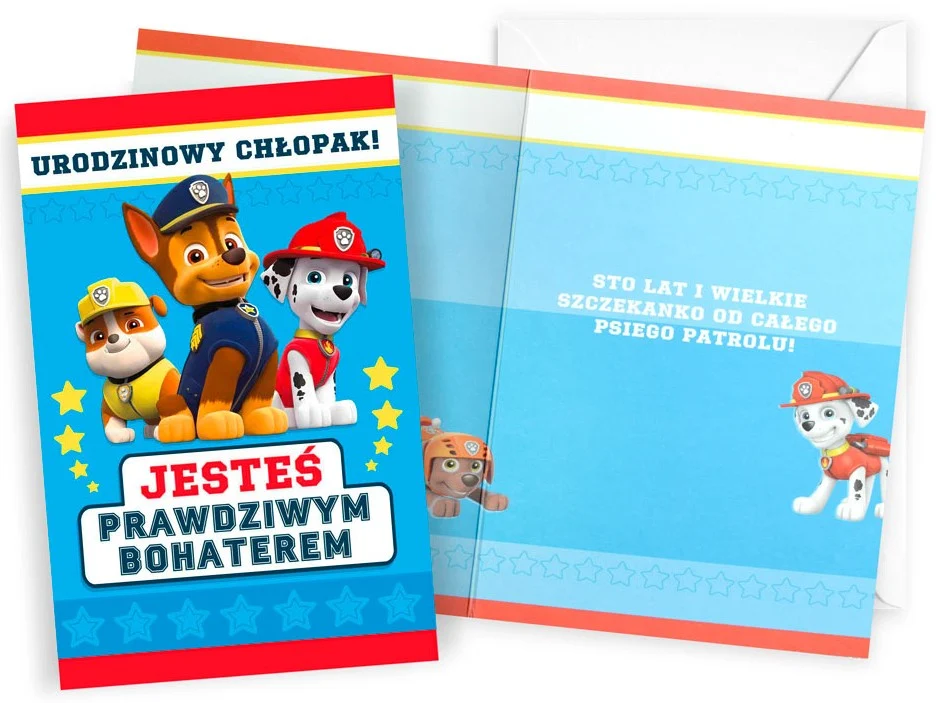 URODZINOWY CHŁOPAK!
JESTEŚ
PRAWDZIWYM
BOHATEREM
STO LAT I WIELKIE
SZCZEKANKO OD CAŁEGO
PSIEGO PATROLU!